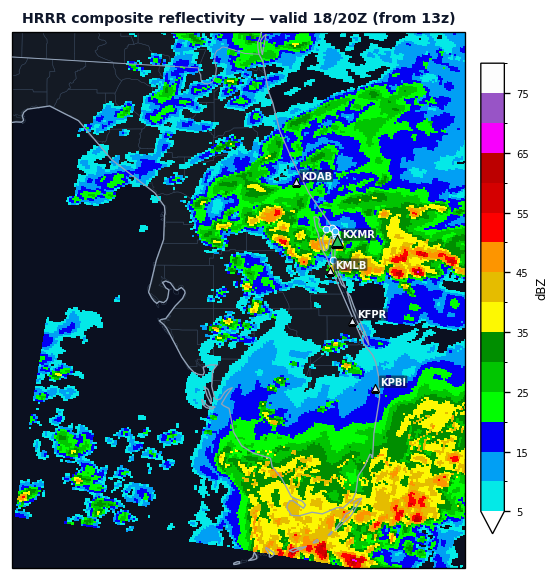 HRRR composite reflectivity — valid 18/20Z (from 13z)
KDAB
KXMR
KMLB
KFPR
KPBI
75
65
55
45
35
25
15
5
dBZ